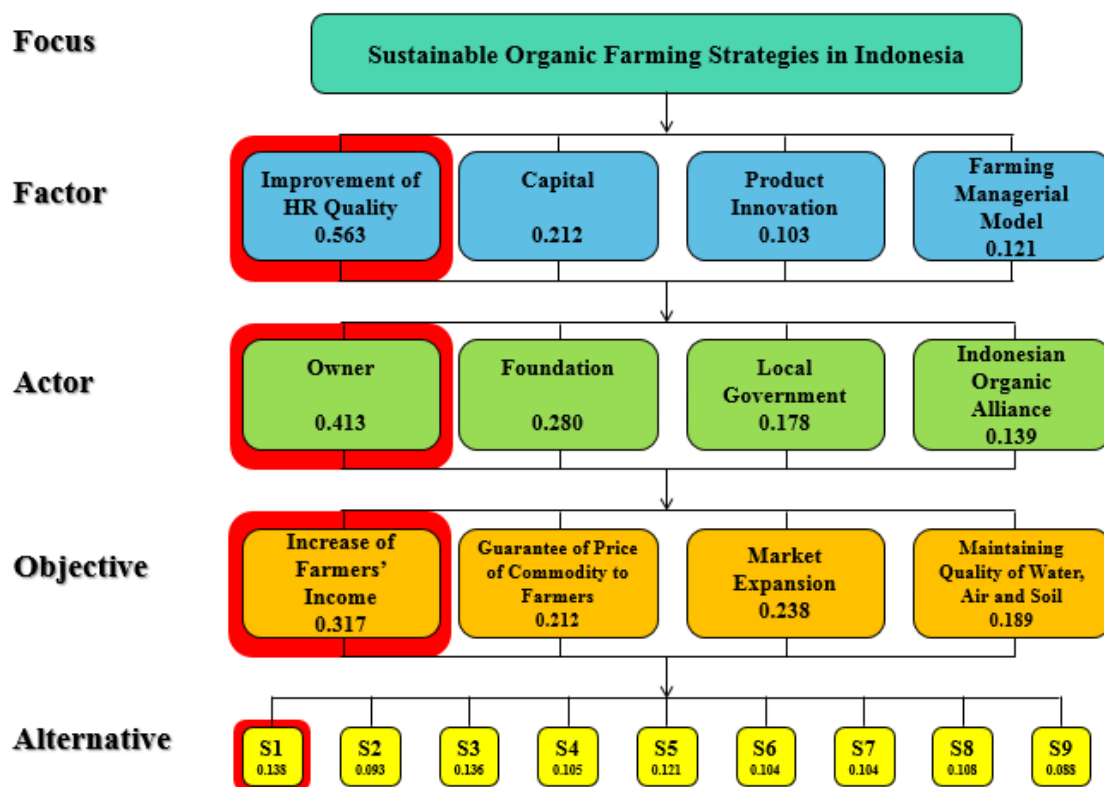 Focus
Sustainable Organic Farming Strategies in Indonesia
Factor
Improvement of
HR Quality
0.563
Capital
0.212
Product
Innovation
0.103
Farming
Managerial
Model
0.121
Actor
Owner
0.413
Foundation
0.280
Local
Government
0.178
Indonesian
Organic
Alliance
0.139
Objective
Increase of
Farmers'
Income
0.317
Guarantee of Price
of Commodity to
Farmers
0.212
Market
Expansion
0.238
Maintaining
Quality of Water,
Air and Soil
0.189
Alternative
S1
0.138
S2
0.093
S3
0.136
S4
0.105
S5
0.121
S6
0.104
S7
0.104
S8
0.108
S9
0.088